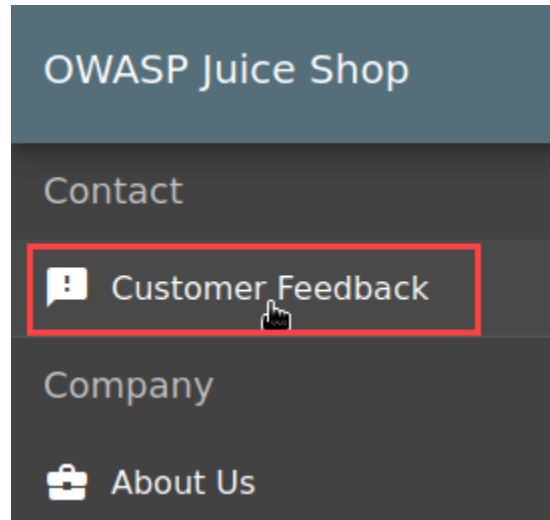 OWASP Juice Shop
Contact
Customer Feedback
Company
About Us